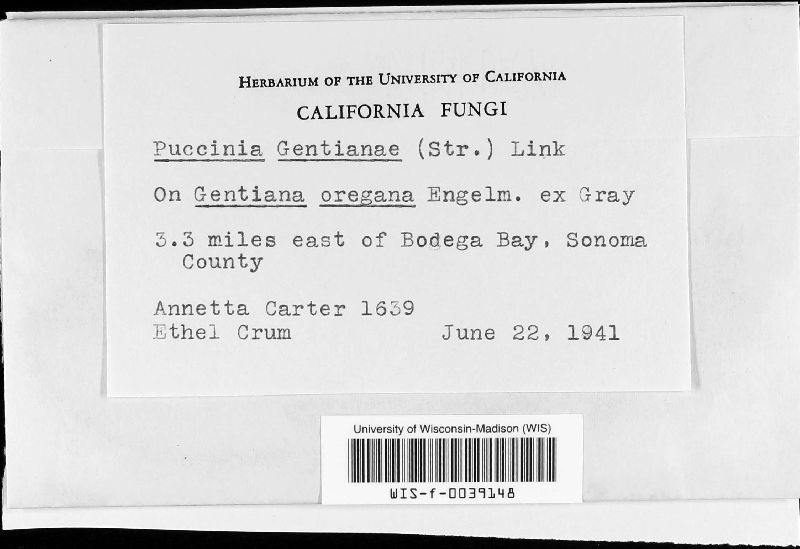 HERBARIUM OF THE UNIVERSITY OF CALIFORNIA
CALIFORNIA FUNGI
Puccinia Gentianae (Str.) Link
On Gentiana oregana Engelm. ex Gray
3.3 miles east of Bodega Bay, Sonoma
County
Annetta Carter 1639
Ethel Crum June 22, 1941
University of Wisconsin-Madison (WIS)
WIS-f-0039148